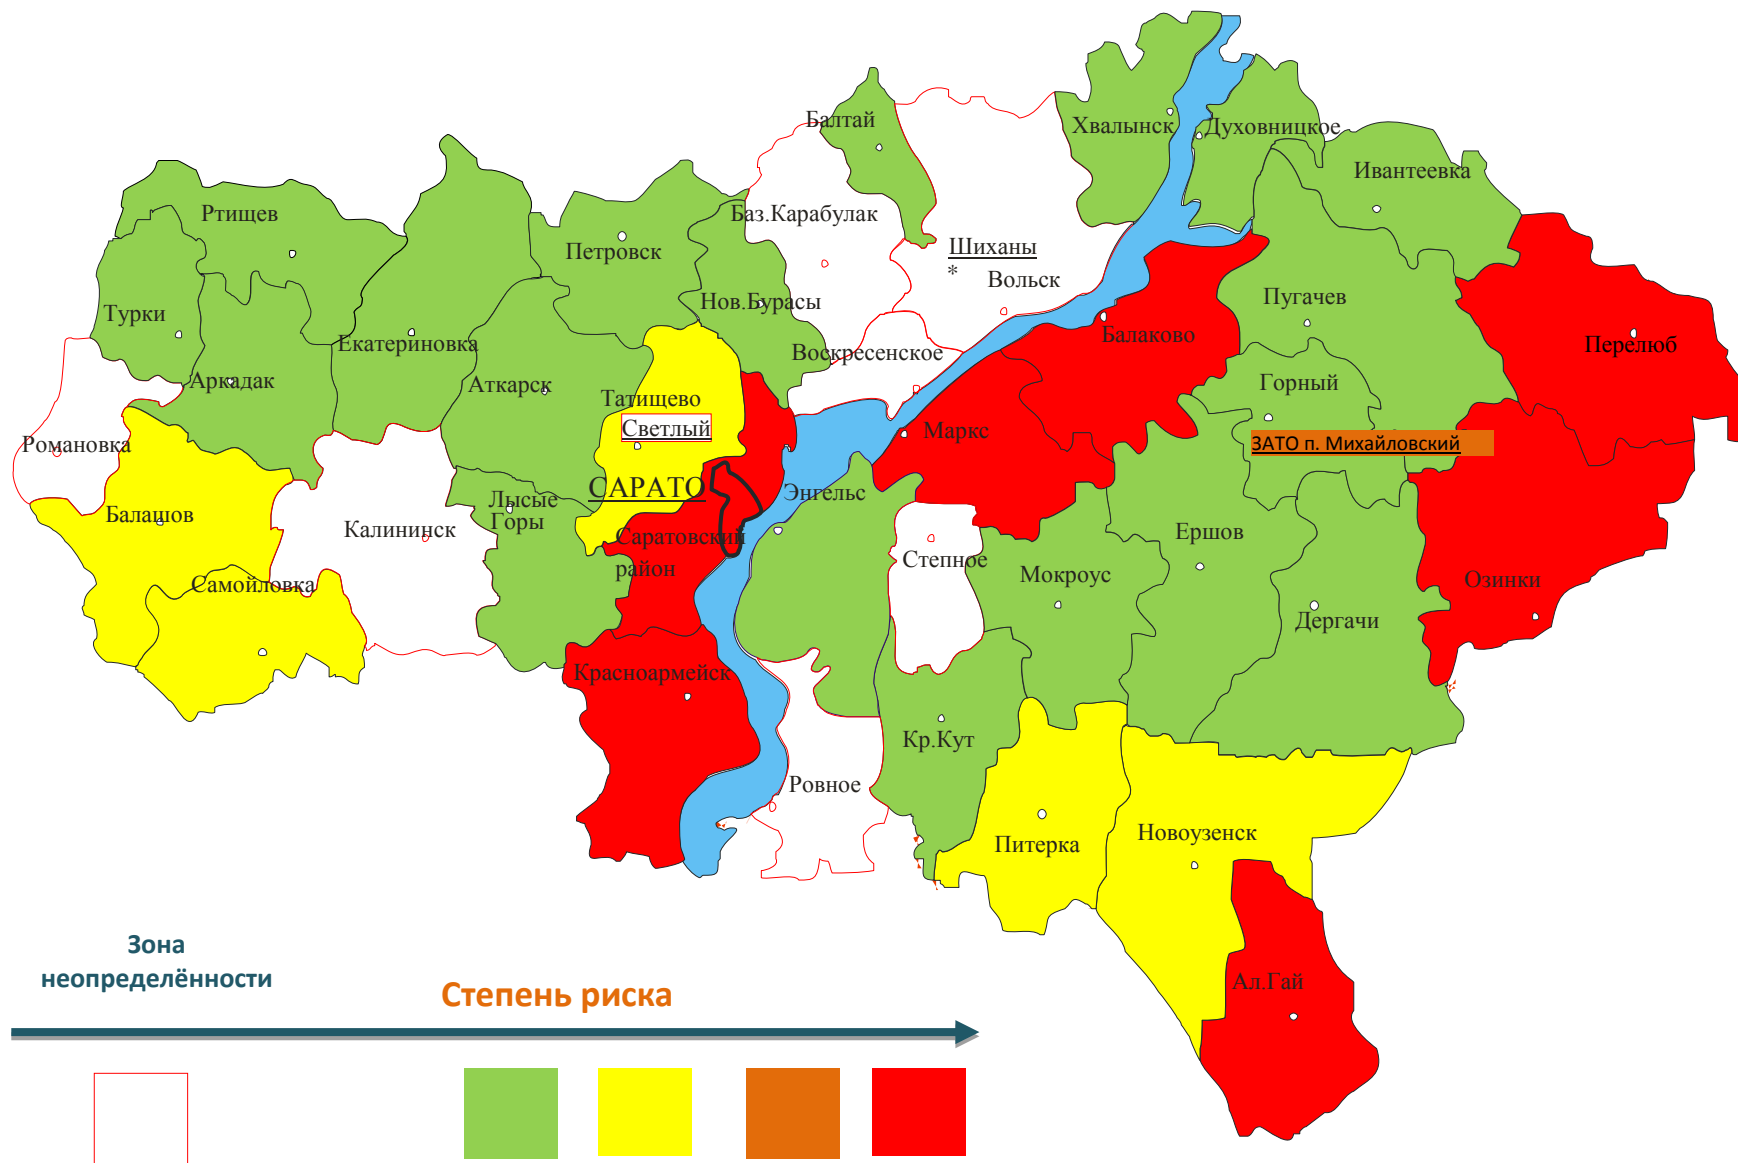 Балтай
Хвалынск
Духовницкое
Ивантеевка
Ртищев
Баз.Карабулак
Петровск
Шиханы
*
Вольск
Турки
Нов.Бурасы
Пугачев
Екатериновка
Воскресенское
Балаково
Перелюб
Аркадак
Аткарск
Горный
Татищево
Светлый
Романовка
Маркс
ЗАТО п. Михайловский
САРАТО
Энгельс
Лысые
Горы
Балашов
Калининск
Саратовский
район
Степное
Ершов
Мокроус
Озинки
Самойловка
Дергачи
Красноармейск
Кр.Кут
Ровное
Питерка
Новоузенск
Ал.Гай
Зона
неопределённости
Степень риска